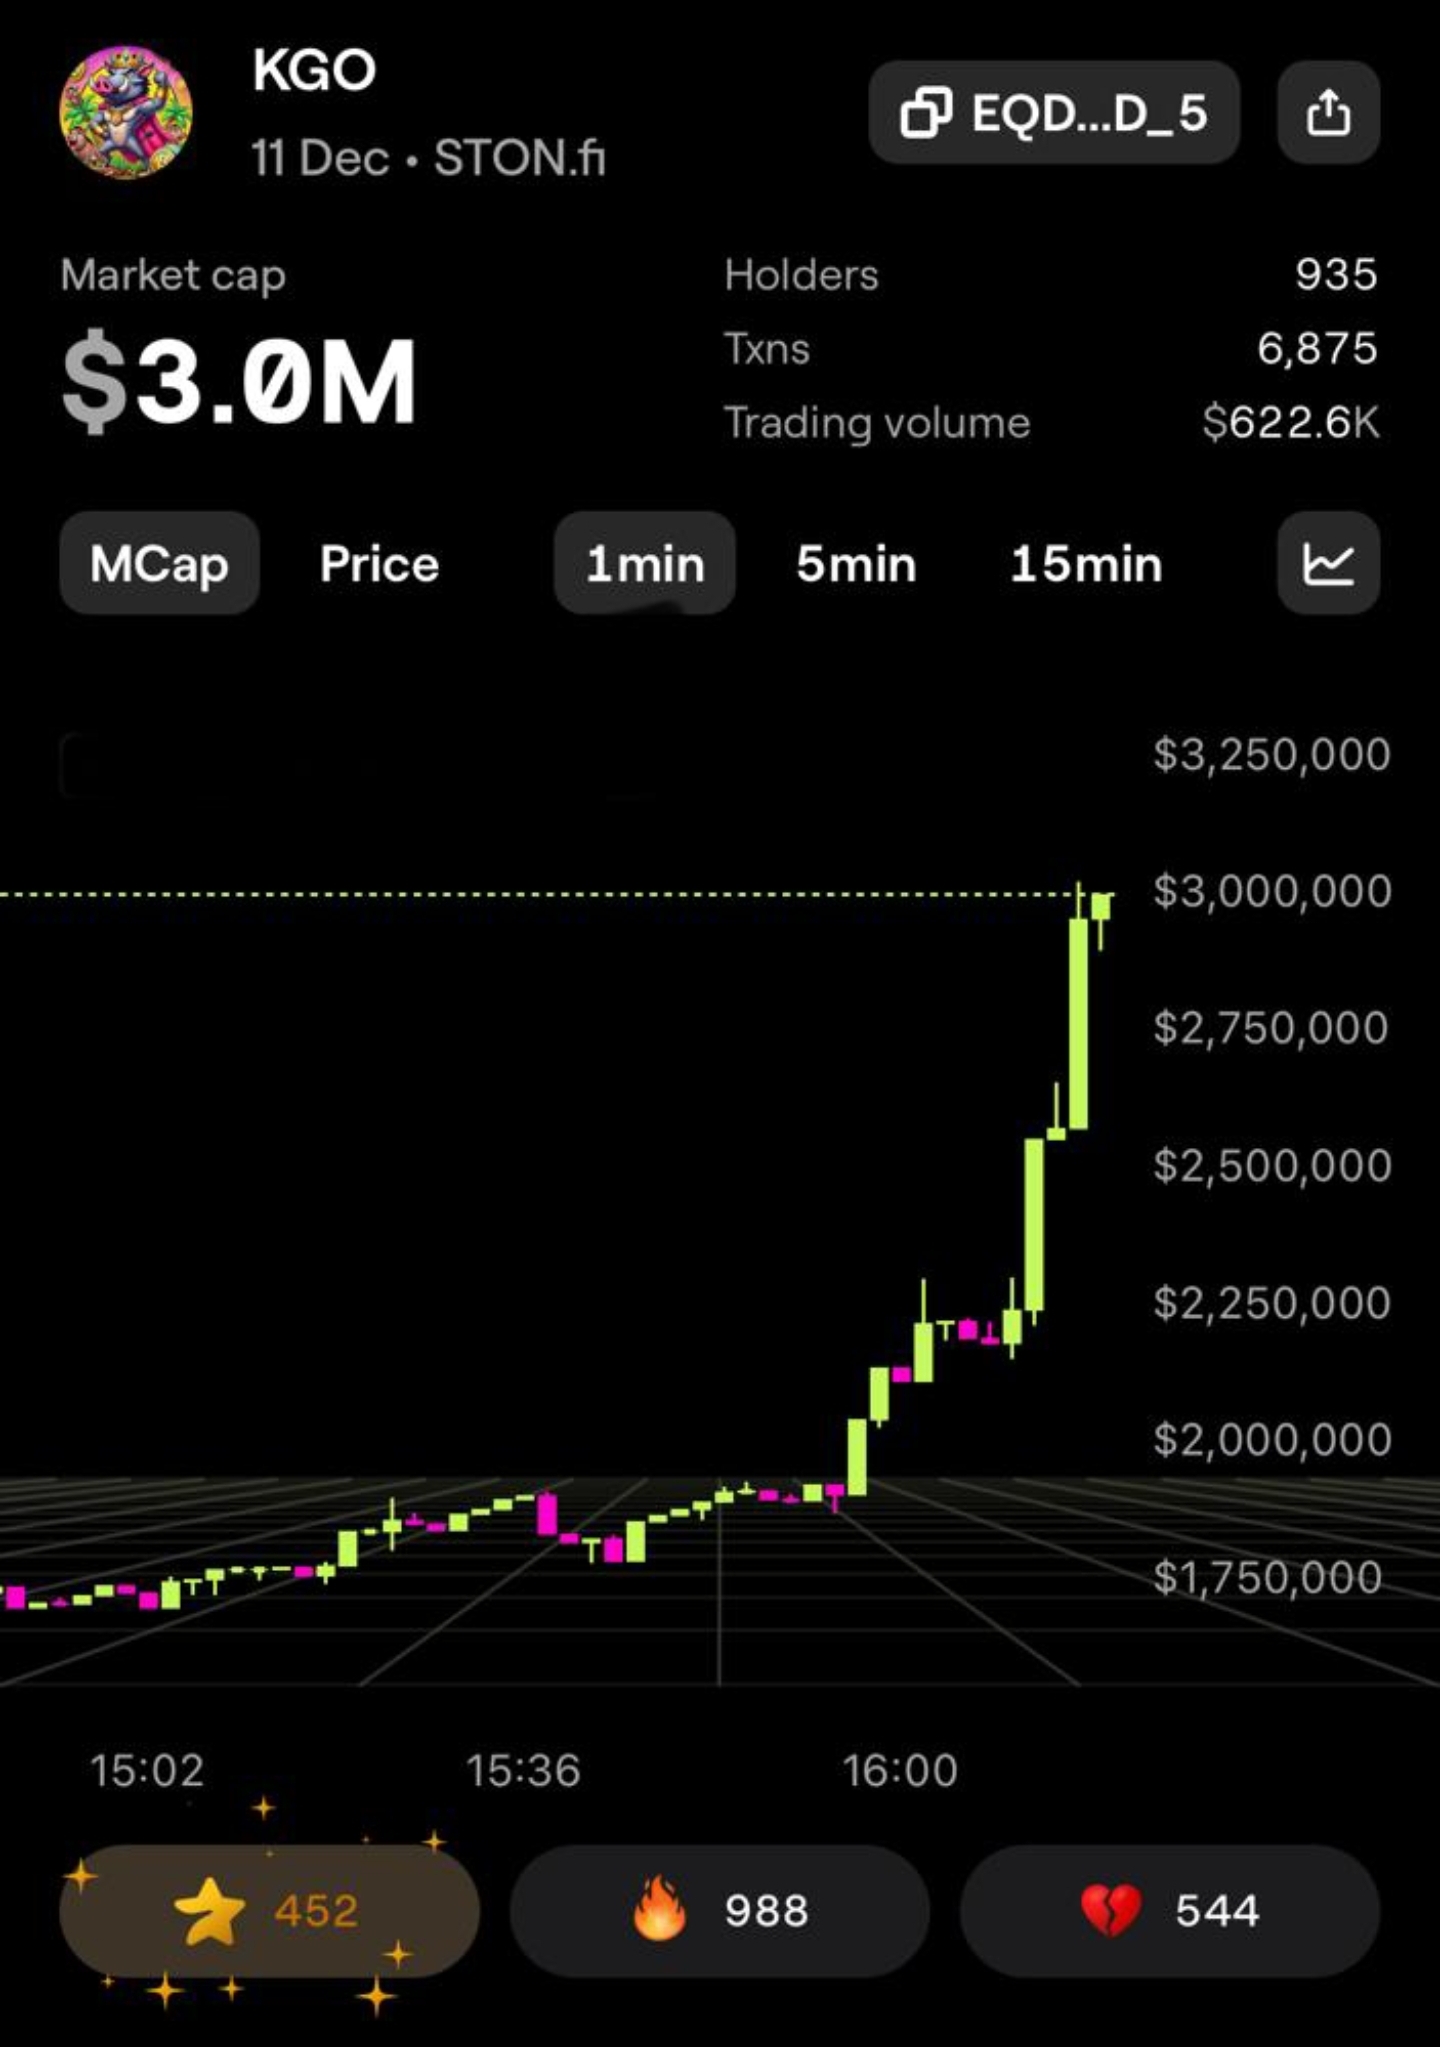 KGO
11 Dec • STON.fi
EQD...D_5
Market cap
$3.0M
Holders 935
Txns 6,875
Trading volume $622.6K
MCap Price 1min 5min 15min
$3,250,000
$3,000,000
$2,750,000
$2,500,000
$2,250,000
$2,000,000
$1,750,000
15:02 15:36 16:00
452 988 544